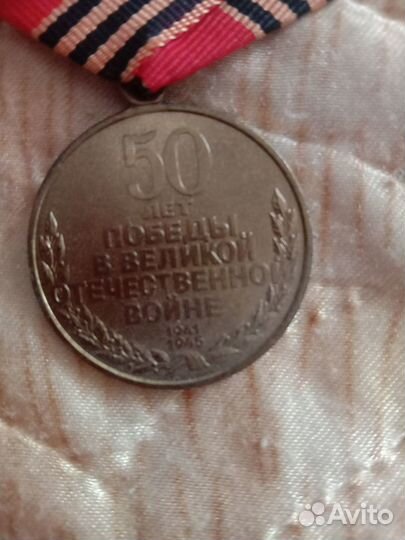 50
ЛЕТ
ПОБЕДЫ
В ВЕЛИКОЙ
ОТЕЧЕСТВЕННОЙ
ВОЙНЕ
1941
1945
Avito